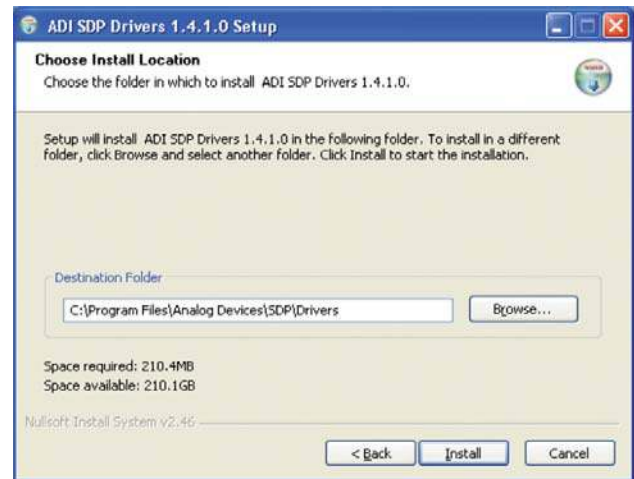 ADI SDP Drivers 1.4.1.0 Setup
Choose Install Location
Choose the folder in which to install ADI SDP Drivers 1.4.1.0.
Setup will install ADI SDP Drivers 1.4.1.0 in the following folder. To install in a different
folder, click Browse and select another folder. Click Install to start the installation.
Destination Folder
C:\Program Files\Analog Devices\SDP\Drivers
Browse...
Space required: 210.4MB
Space available: 210.1GB
Nullsoft Install System v2.46
< Back Install Cancel